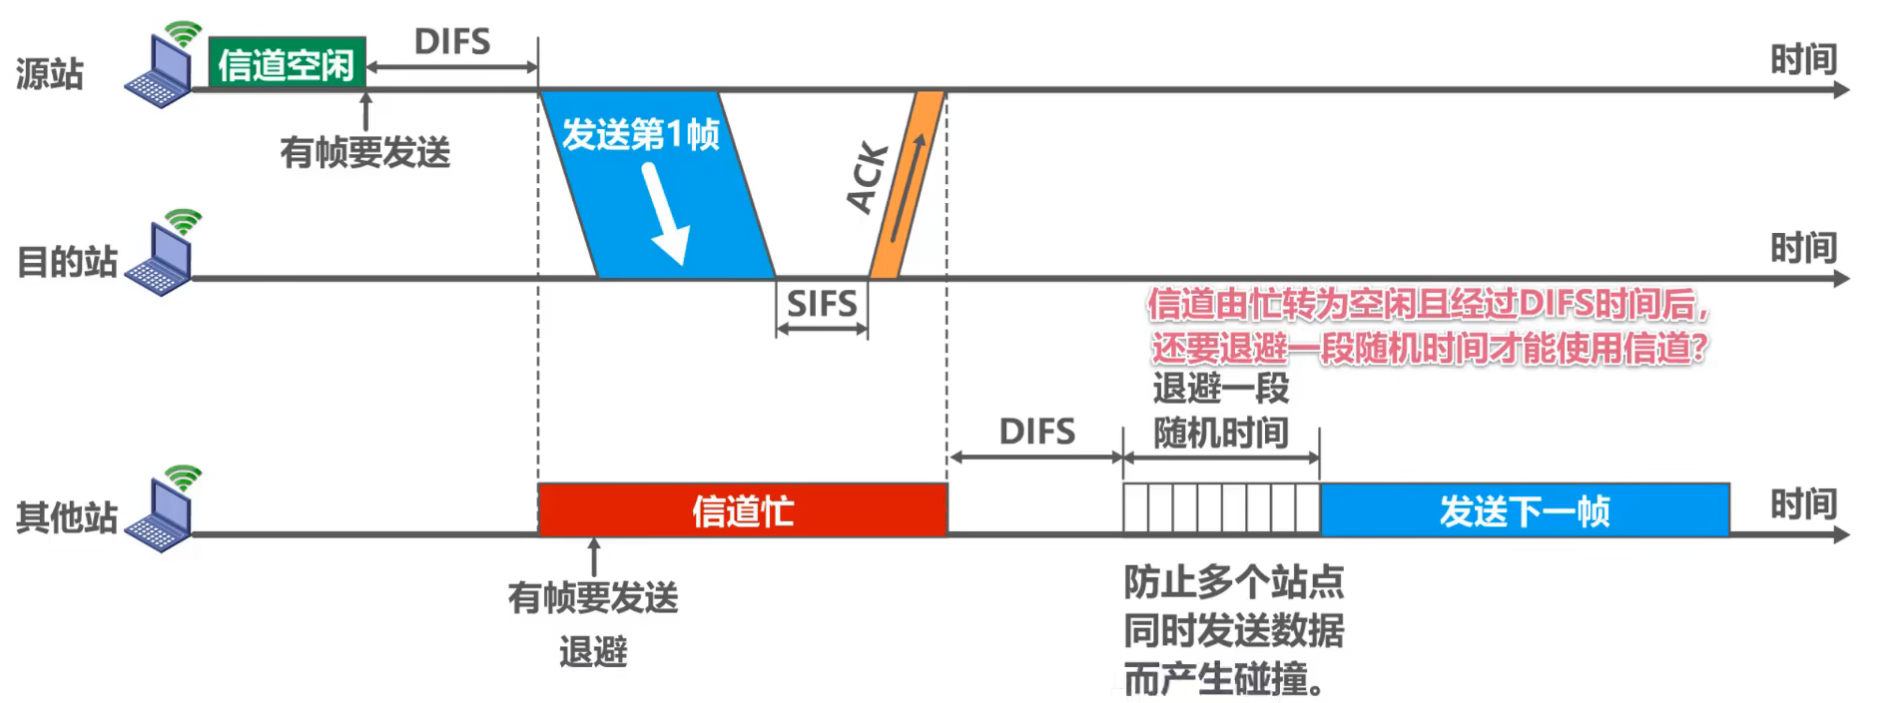 源站
信道空闲
DIFS
时间
有帧要发送
发送第1帧
ACK
目的站
时间
SIFS
信道由忙转为空闲且经过DIFS时间后，
还要退避一段随机时间才能使用信道？
退避一段
随机时间
DIFS
其他站
信道忙
发送下一帧
时间
有帧要发送
退避
防止多个站点
同时发送数据
而产生碰撞。